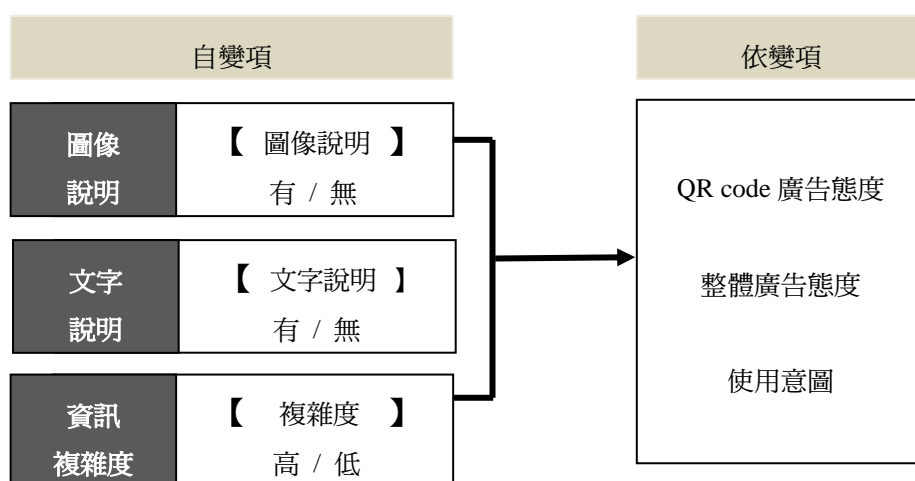 自變項
依變項
圖像
說明
【 圖像說明 】
有 / 無
文字
說明
【 文字說明 】
有 / 無
資訊
複雜度
【 複雜度 】
高 / 低
QR code 廣告態度
整體廣告態度
使用意圖